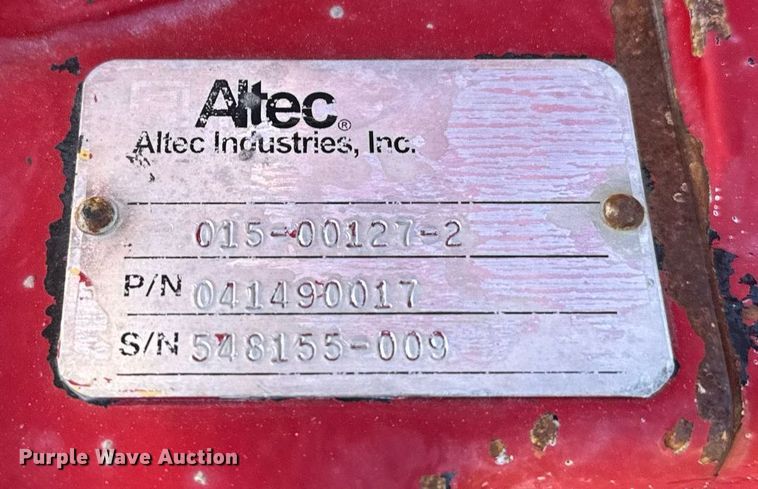 Altec®
Altec Industries, Inc.
015-00127-2
P/N 041490017
S/N 548155-009
Purple Wave Auction